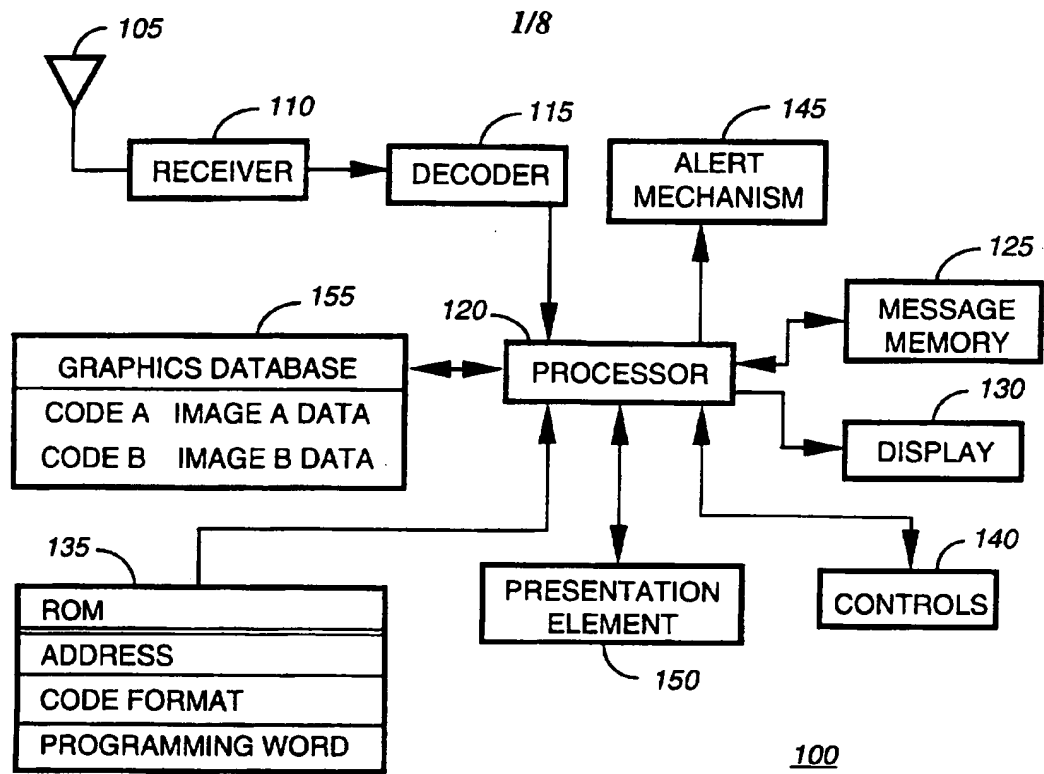 1/8
105
110
115
145
RECEIVER
DECODER
ALERT
MECHANISM
125
155
120
MESSAGE
MEMORY
GRAPHICS DATABASE
PROCESSOR
CODE A IMAGE A DATA
130
CODE B IMAGE B DATA
DISPLAY
135
140
ROM
PRESENTATION
ELEMENT
CONTROLS
ADDRESS
150
CODE FORMAT
PROGRAMMING WORD
100